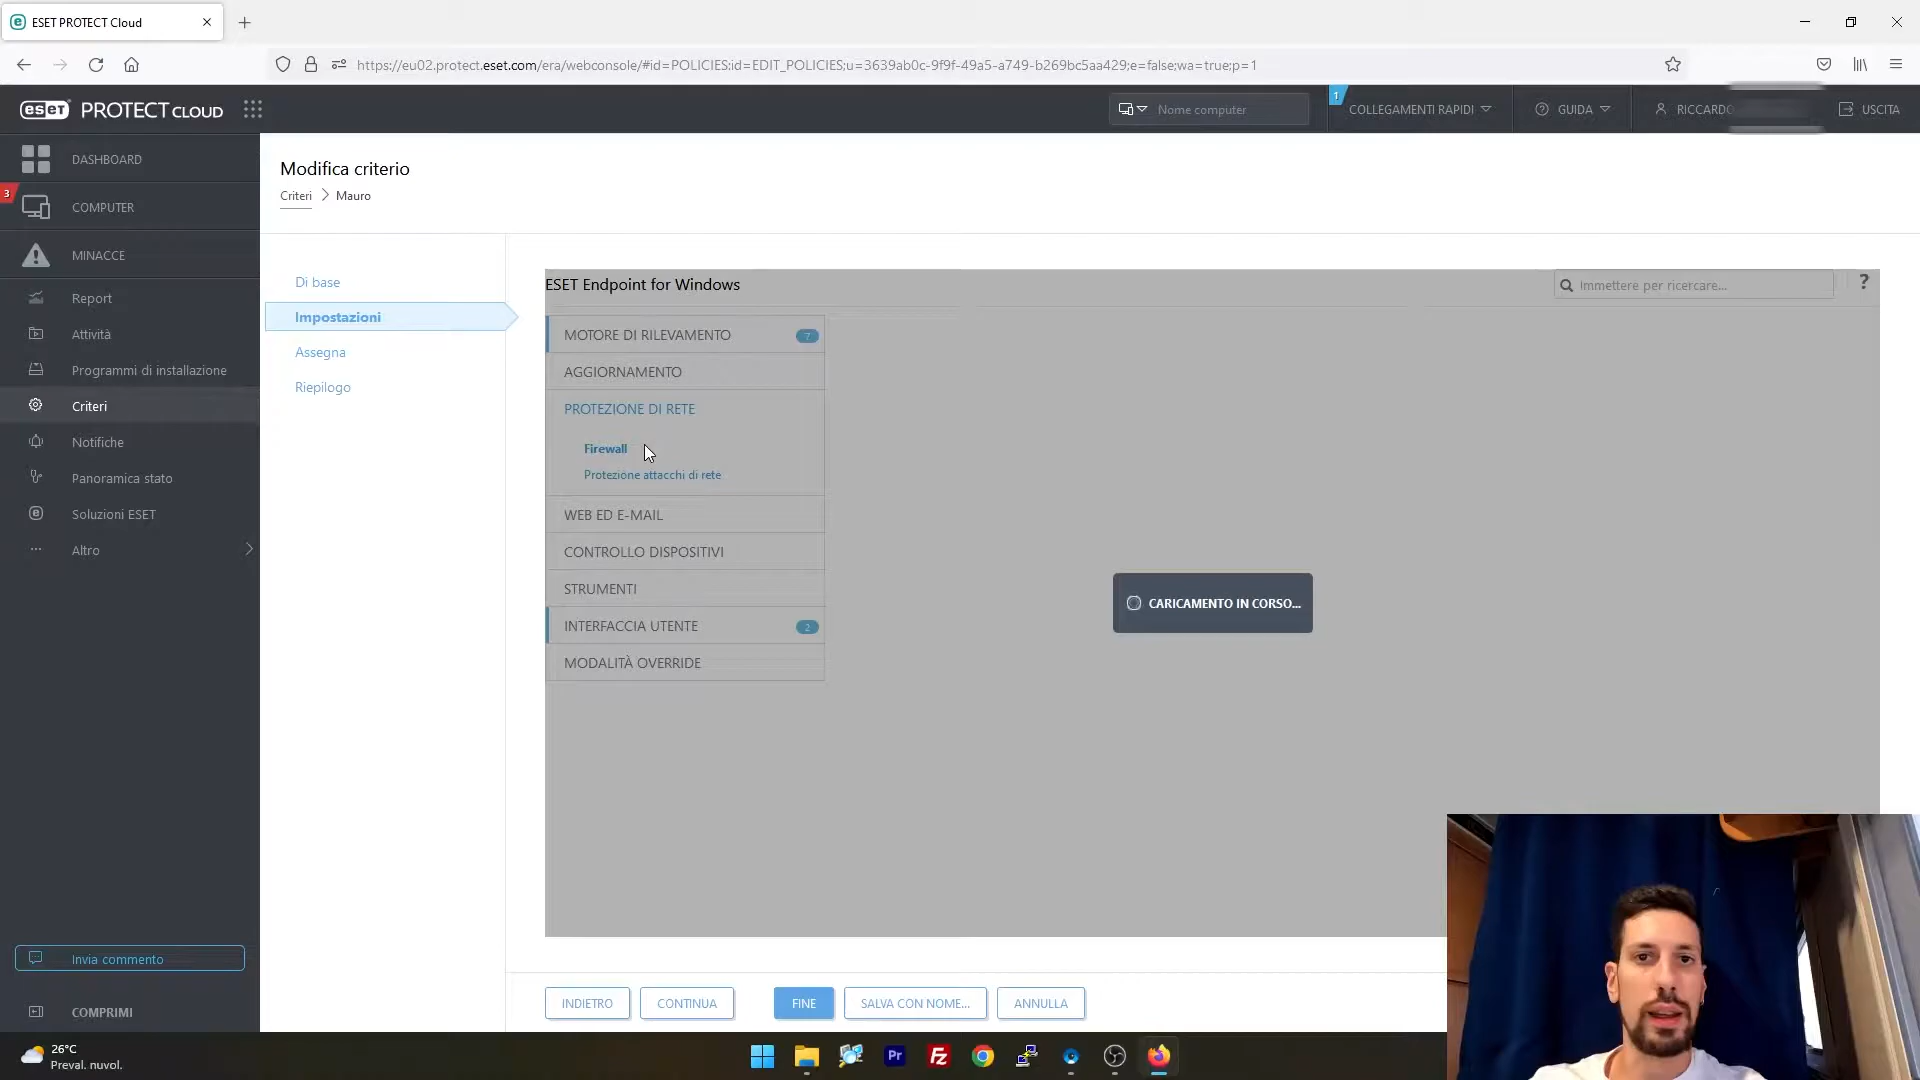 ESET PROTECT Cloud
https://eu02.protect.eset.com/era/webconsole/#id=POLICIES;id=EDIT_POLICIES;u=3639ab0c-9f9f-49a5-a749-b269bc5aa429;e=false;wa=true;p=1
eset PROTECT CLOUD
Nome computer
1
COLLEGAMENTI RAPIDI
GUIDA
RICCARDO
USCITA
DASHBOARD
3
COMPUTER
MINACCE
Report
Attività
Programmi di installazione
Criteri
Notifiche
Panoramica stato
Soluzioni ESET
Altro
Invia commento
COMPRIMI
Modifica criterio
Criteri > Mauro
Di base
Impostazioni
Assegna
Riepilogo
ESET Endpoint for Windows
Immettere per ricercare...
?
MOTORE DI RILEVAMENTO 7
AGGIORNAMENTO
PROTEZIONE DI RETE
Firewall
Protezione attacchi di rete
WEB ED E-MAIL
CONTROLLO DISPOSITIVI
STRUMENTI
INTERFACCIA UTENTE 2
MODALITÀ OVERRIDE
CARICAMENTO IN CORSO...
INDIETRO
CONTINUA
FINE
SALVA CON NOME...
ANNULLA
26°C
Preval. nuvol.
Pr
FZ